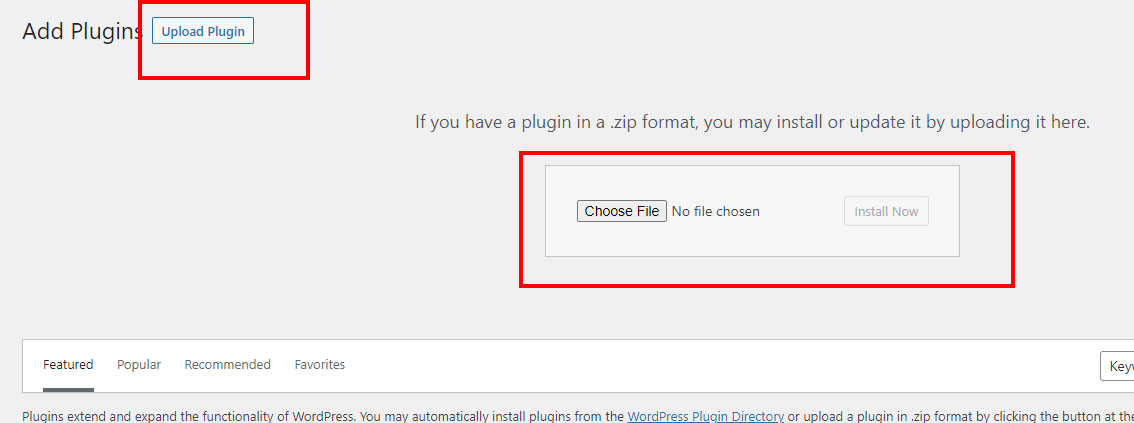 Add Plugins Upload Plugin
If you have a plugin in a .zip format, you may install or update it by uploading it here.
Choose File No file chosen Install Now
Featured Popular Recommended Favorites
Plugins extend and expand the functionality of WordPress. You may automatically install plugins from the WordPress Plugin Directory or upload a plugin in .zip format by clicking the button at the